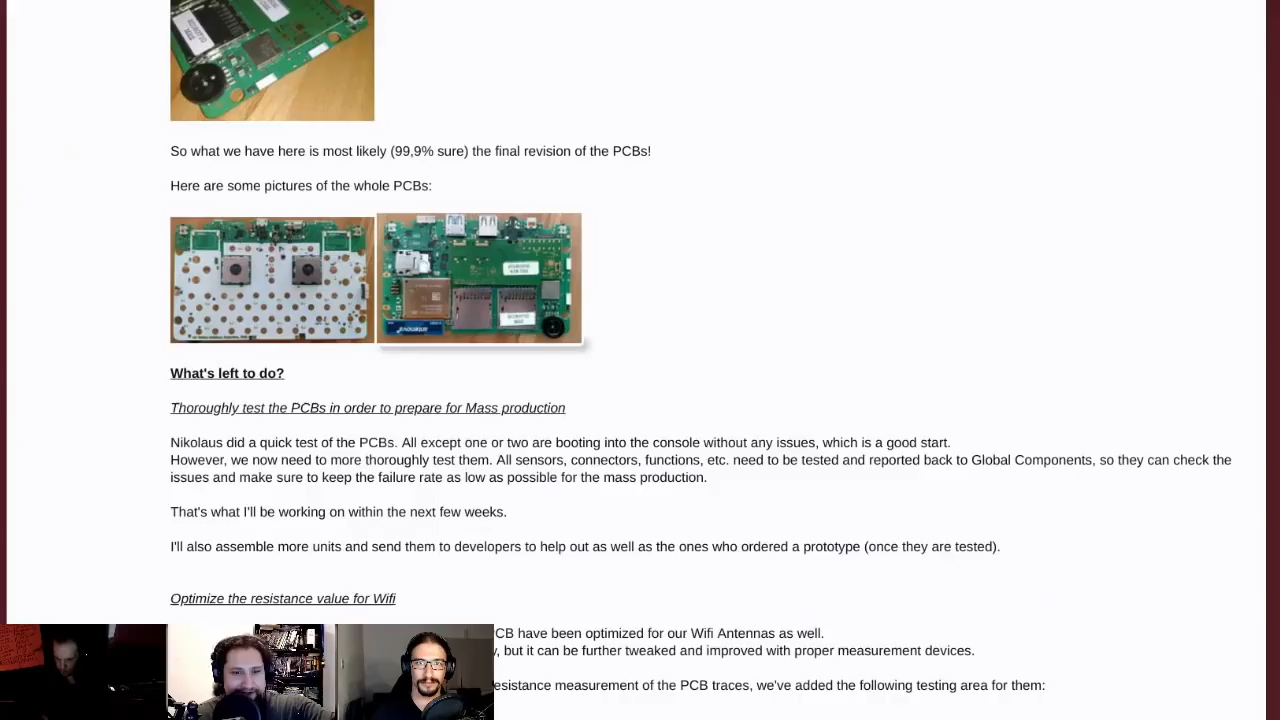 So what we have here is most likely (99,9% sure) the final revision of the PCBs!
Here are some pictures of the whole PCBs:
What's left to do?
Thoroughly test the PCBs in order to prepare for Mass production
Nikolaus did a quick test of the PCBs. All except one or two are booting into the console without any issues, which is a good start.
However, we now need to more thoroughly test them. All sensors, connectors, functions, etc. need to be tested and reported back to Global Components, so they can check the
issues and make sure to keep the failure rate as low as possible for the mass production.
That's what I'll be working on within the next few weeks.
I'll also assemble more units and send them to developers to help out as well as the ones who ordered a prototype (once they are tested).
Optimize the resistance value for Wifi
CB have been optimized for our Wifi Antennas as well.
, but it can be further tweaked and improved with proper measurement devices.
esistance measurement of the PCB traces, we've added the following testing area for them: